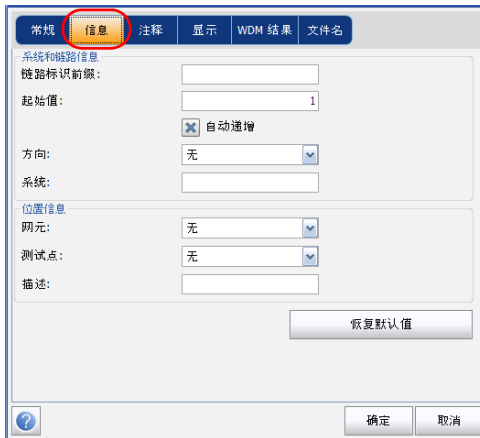 常规 信息 注释 显示 WDM 结果 文件名
系统和链路信息
链路标识前缀:
起始值: 1
自动递增
方向: 无
系统:
位置信息
网元: 无
测试点: 无
描述:
恢复默认值
? 确定 取消